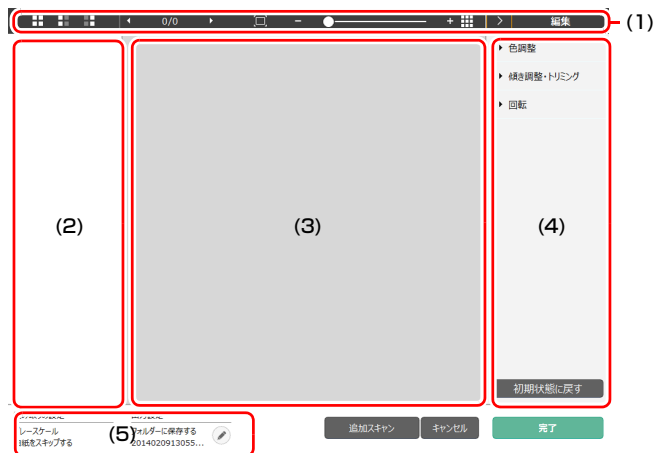 0/0
編集
(1)
色調整
傾き調整・トリミング
回転
(2)
(3)
(4)
初期状態に戻す
レースケール
紙をスキップする
(5)
フォルダーに保存する
2014020913055...
追加スキャン
キャンセル
完了